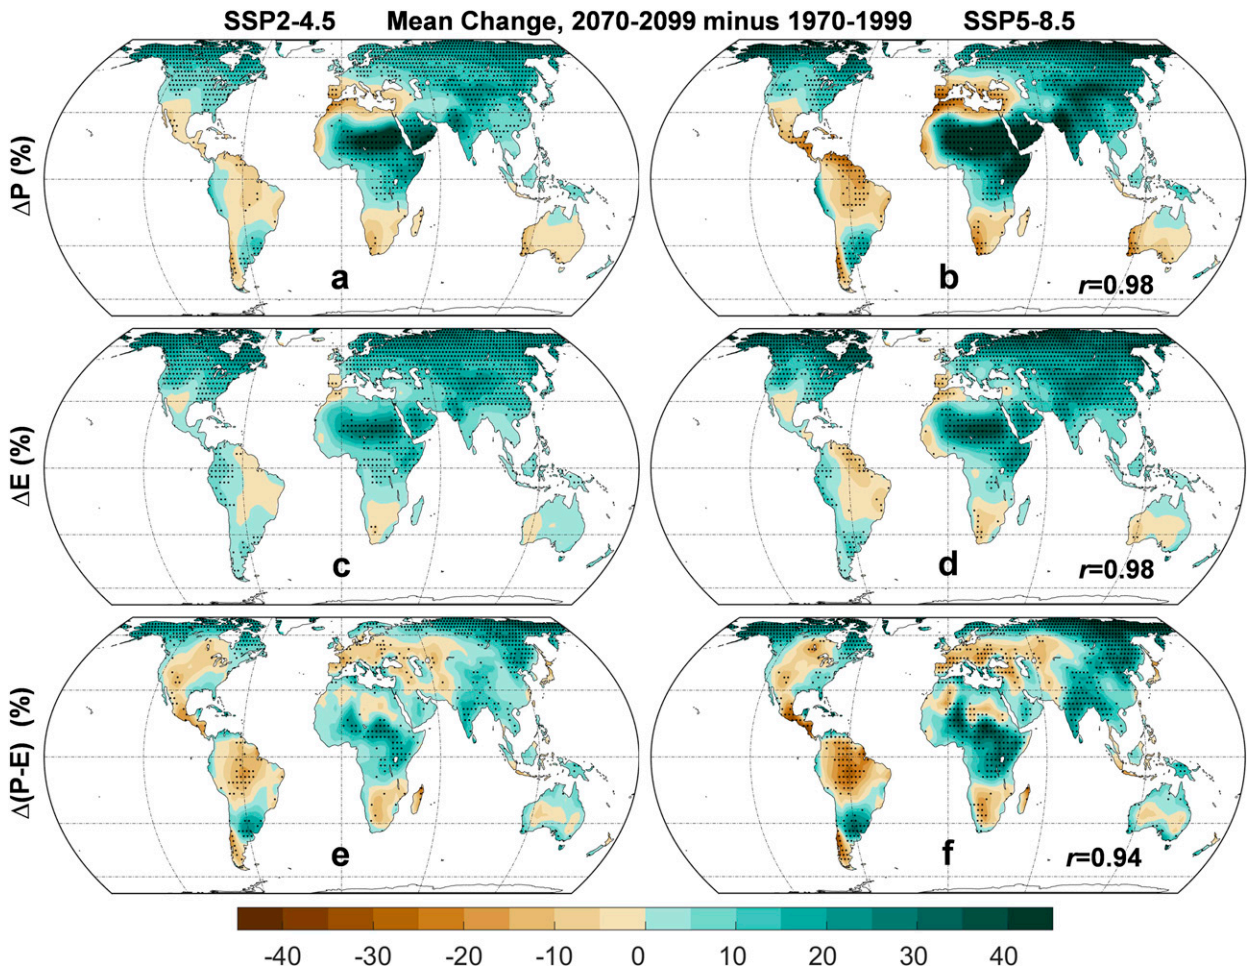 SSP2-4.5 Mean Change, 2070-2099 minus 1970-1999 SSP5-8.5
ΔP (%)
a
b
r=0.98
ΔE (%)
c
d
r=0.98
Δ(P-E) (%)
e
f
r=0.94
-40 -30 -20 -10 0 10 20 30 40